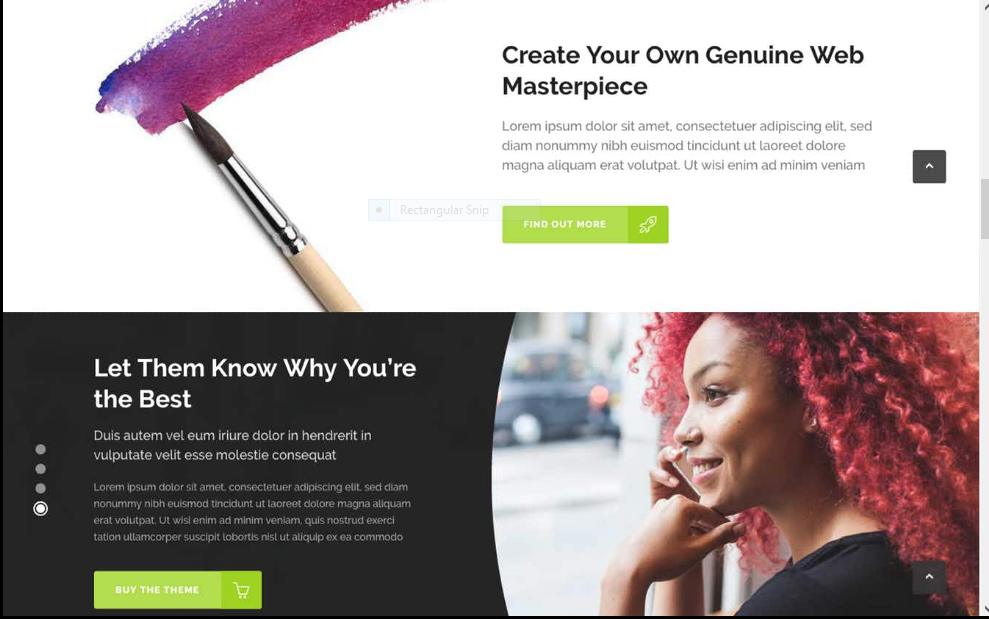 Create Your Own Genuine Web
Masterpiece
Lorem ipsum dolor sit amet, consectetuer adipiscing elit, sed
diam nonummy nibh euismod tincidunt ut laoreet dolore
magna aliquam erat volutpat. Ut wisi enim ad minim veniam
Rectangular Snip
FIND OUT MORE
Let Them Know Why You're
the Best
Duis autem vel eum iriure dolor in hendrerit in
vulputate velit esse molestie consequat
Lorem ipsum dolor sit amet, consectetuer adipiscing elit, sed diam
nonummy nibh euismod tincidunt ut laoreet dolore magna aliquam
erat volutpat. Ut wisi enim ad minim veniam, quis nostrud exerci
tation ullamcorper suscipit lobortis nisl ut aliquip ex ea commodo
BUY THE THEME